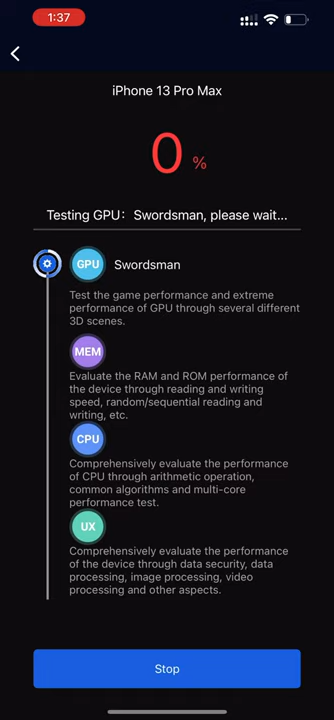 1:37
iPhone 13 Pro Max
0 %
Testing GPU: Swordsman, please wait...
GPU Swordsman
Test the game performance and extreme
performance of GPU through several different
3D scenes.
MEM
Evaluate the RAM and ROM performance of
the device through reading and writing
speed, random/sequential reading and
writing, etc.
CPU
Comprehensively evaluate the performance
of CPU through arithmetic operation,
common algorithms and multi-core
performance test.
UX
Comprehensively evaluate the performance
of the device through data security, data
processing, image processing, video
processing and other aspects.
Stop